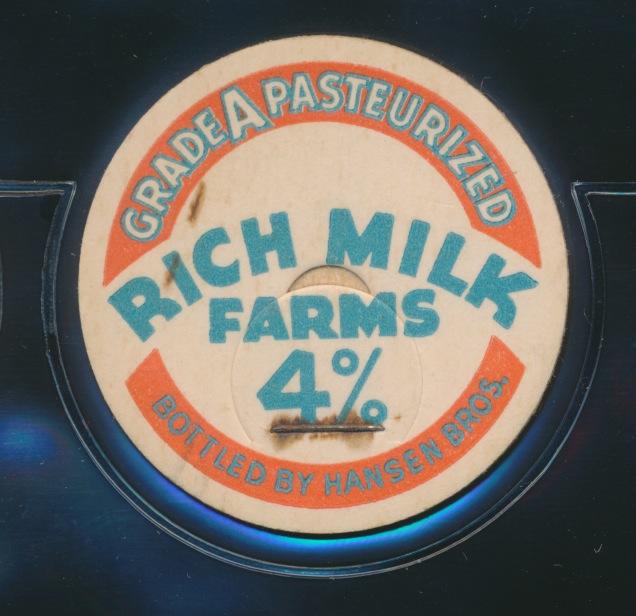 GRADE A PASTEURIZED
RICH MILK
FARMS
4%
BOTTLED BY HANSEN BROS.